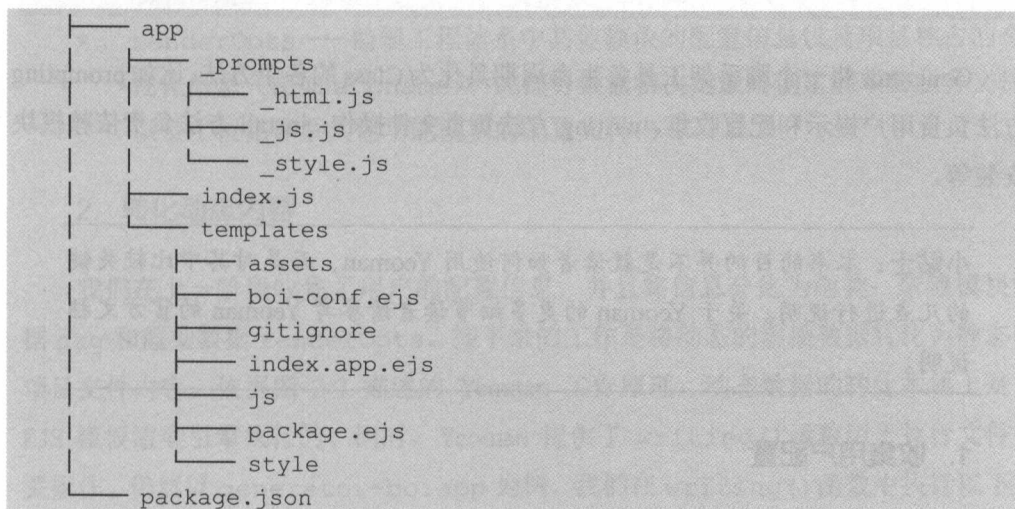 ├── app
│   ├── prompts
│   │   ├── _html.js
│   │   ├── _js.js
│   │   └── _style.js
│   ├── index.js
│   └── templates
│       ├── assets
│       ├── boi-conf.ejs
│       ├── gitignore
│       ├── index.app.ejs
│       ├── js
│       ├── package.ejs
│       └── style
└── package.json